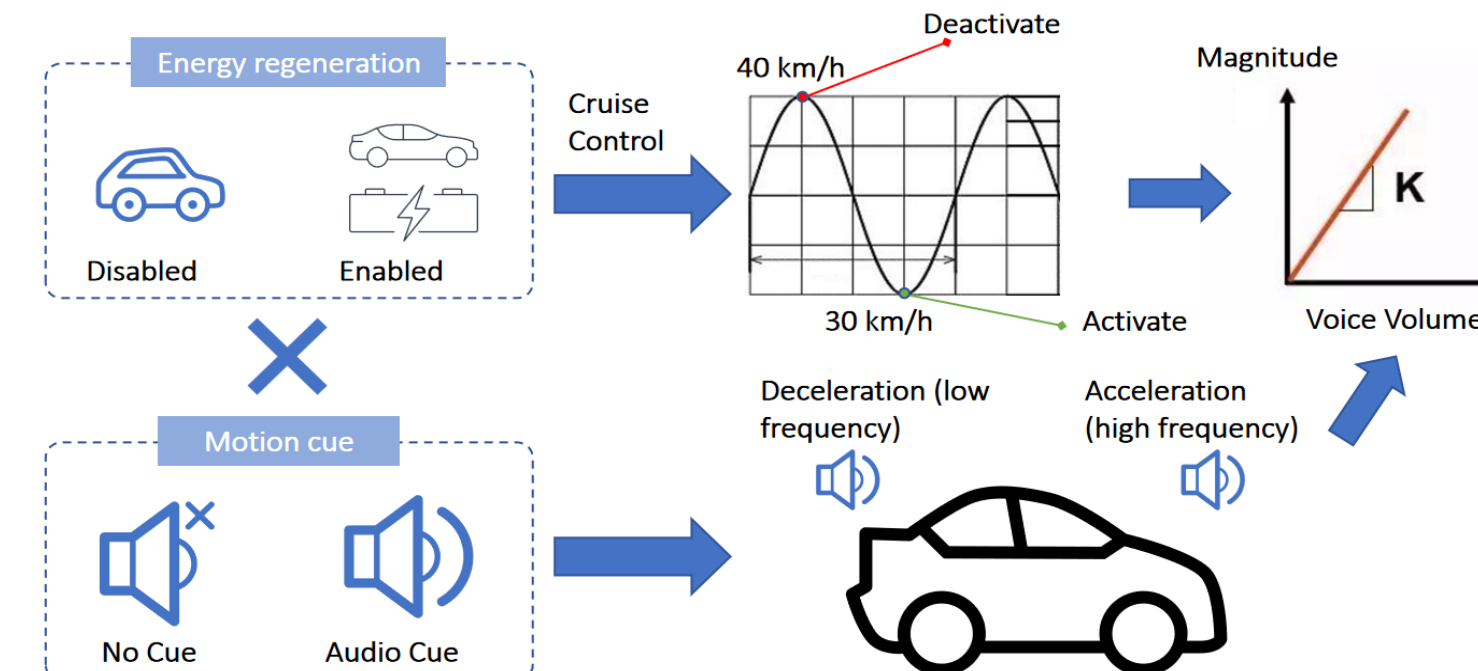 Energy regeneration
Disabled
Enabled
Motion cue
No Cue
Audio Cue
Cruise
Control
Deactivate
40 km/h
30 km/h
Activate
Magnitude
K
Voice Volume
Deceleration (low
frequency)
Acceleration
(high frequency)